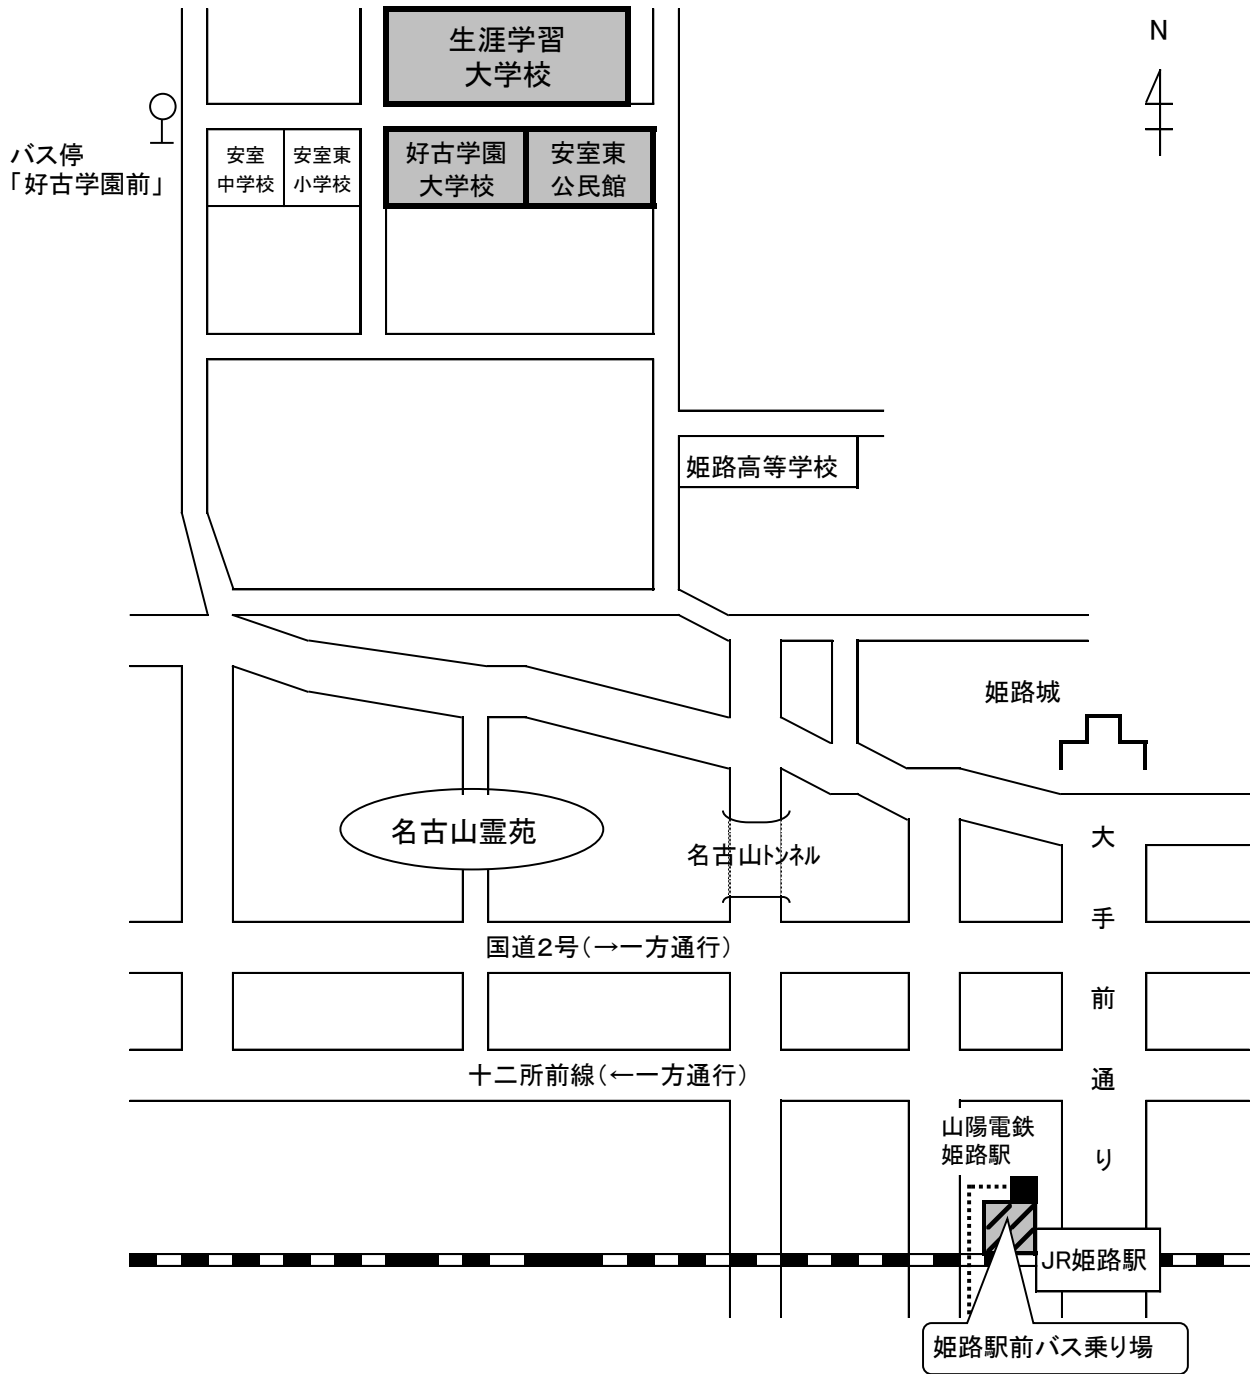 生涯学習
大学校
N
バス停
「好古学園前」
安室
中学校
安室東
小学校
好古学園
大学校
安室東
公民館
姫路高等学校
姫路城
名古山霊苑
名古山トンネル
大手前通り
国道2号(→一方通行)
十二所前線(←一方通行)
山陽電鉄
姫路駅
JR姫路駅
姫路駅前バス乗り場